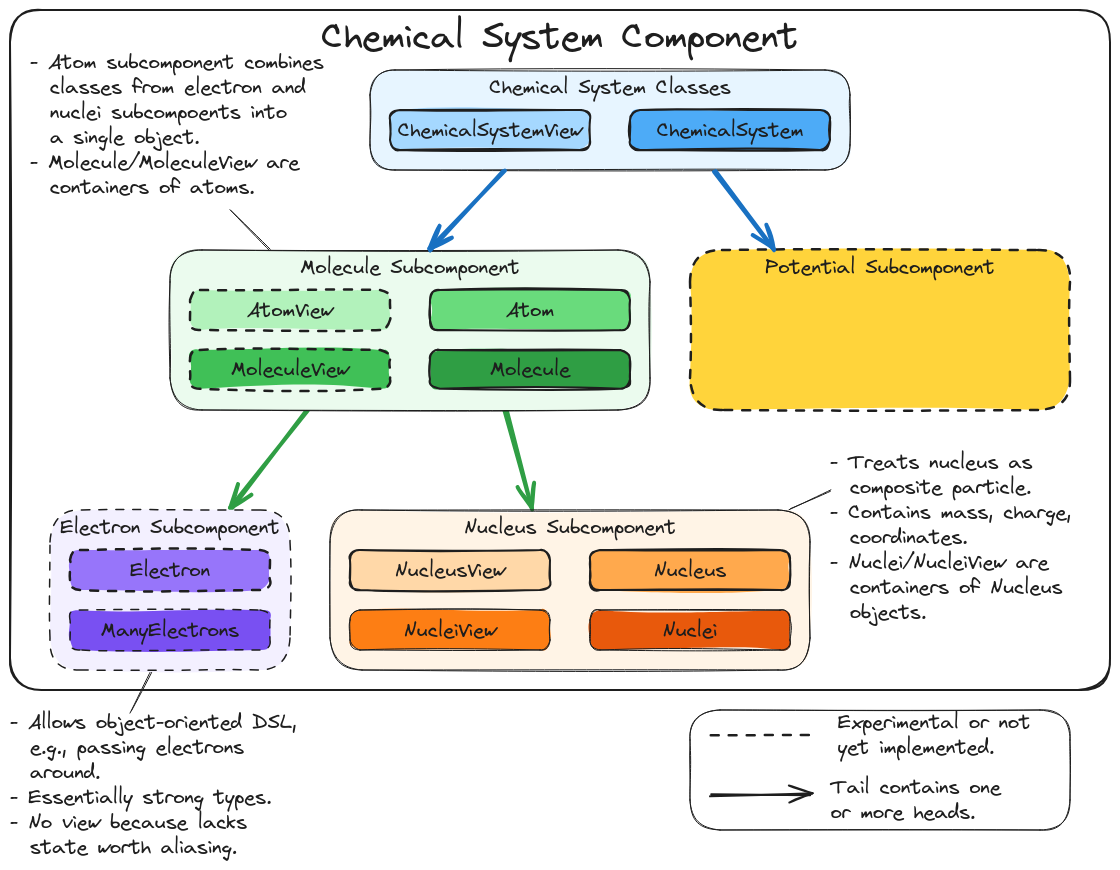 Chemical System Component
- Atom subcomponent combines
classes from electron and
nuclei subcompoents into
a single object.
- Molecule/MoleculeView are
containers of atoms.
Chemical System Classes
ChemicalSystemView
ChemicalSystem
Molecule Subcomponent
AtomView
Atom
MoleculeView
Molecule
Potential Subcomponent
Electron Subcomponent
Electron
ManyElectrons
Nucleus Subcomponent
NucleusView
Nucleus
NucleiView
Nuclei
- Treats nucleus as
composite particle.
- Contains mass, charge,
coordinates.
- Nuclei/NucleiView are
containers of Nucleus
objects.
- Allows object-oriented DSL,
e.g., passing electrons
around.
- Essentially strong types.
- No view because lacks
state worth aliasing.
Experimental or not
yet implemented.
Tail contains one
or more heads.